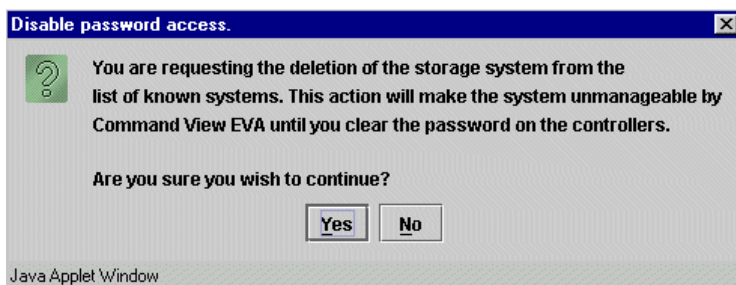 Disable password access.
You are requesting the deletion of the storage system from the
list of known systems. This action will make the system unmanageable by
Command View EVA until you clear the password on the controllers.
Are you sure you wish to continue?
Yes No
Java Applet Window